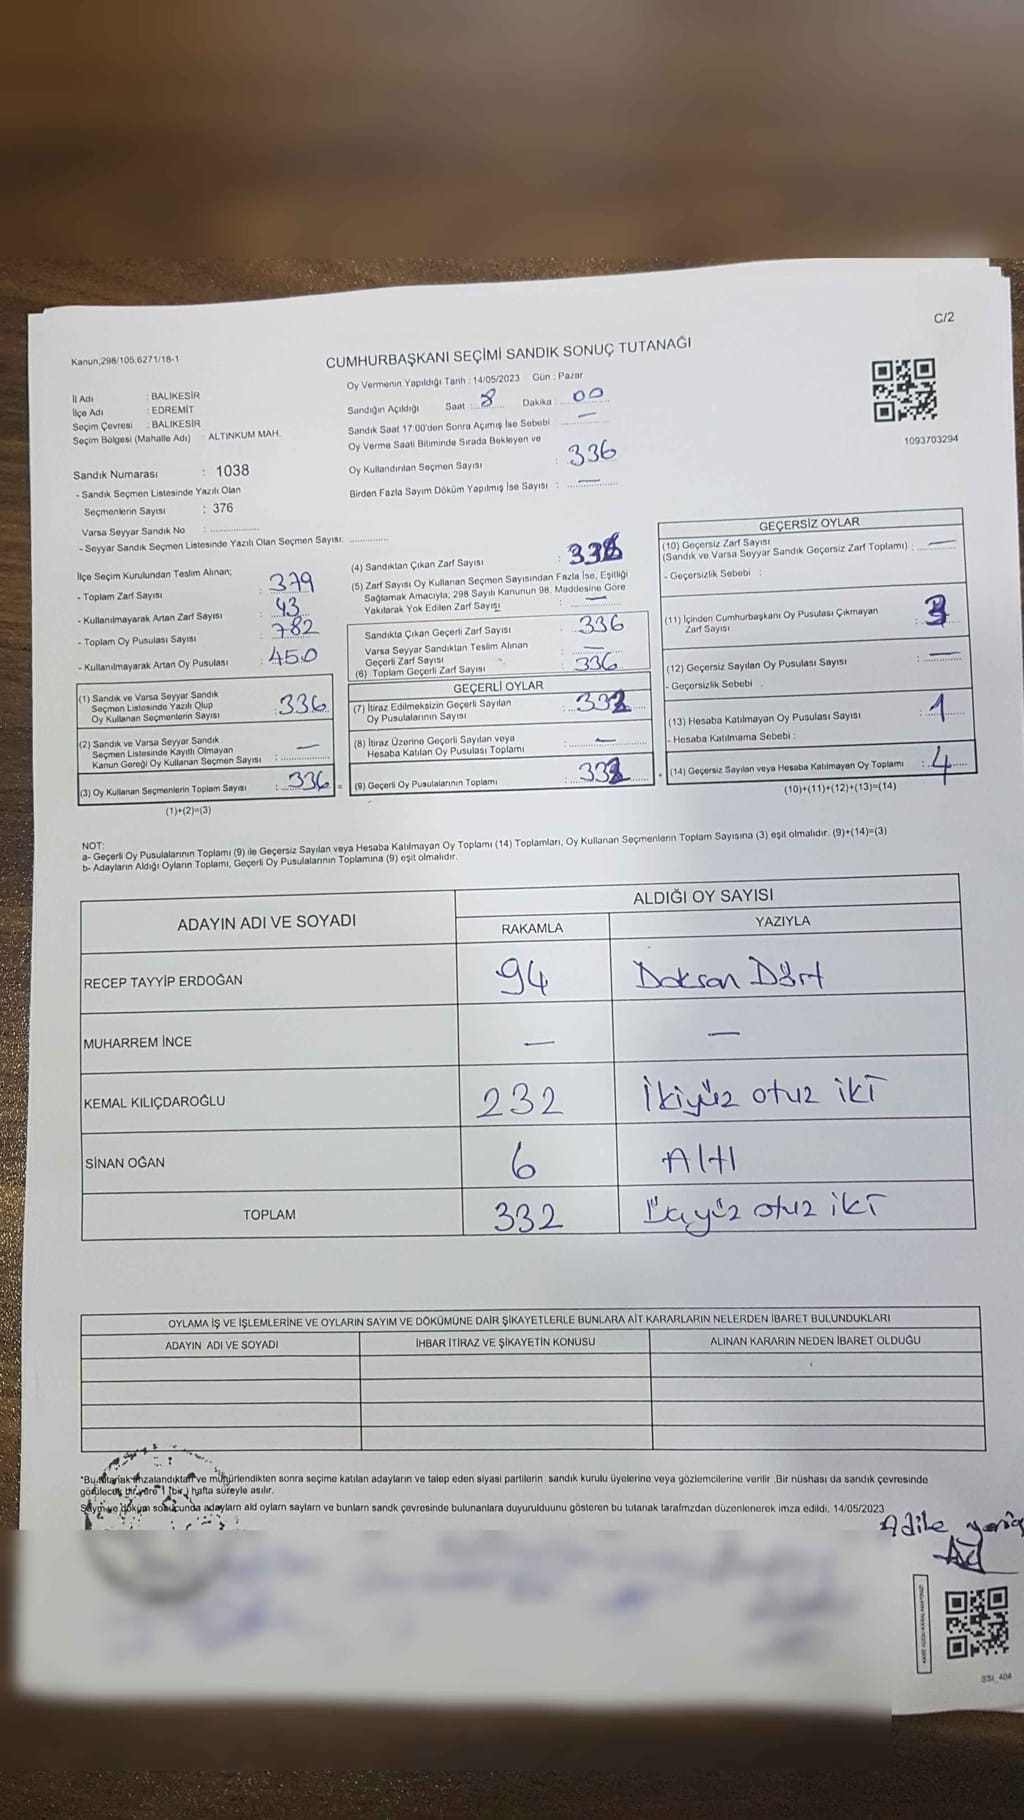 C/2
Kanun;298/105,6271/18-1
CUMHURBAŞKANI SEÇİMİ SANDIK SONUÇ TUTANAĞI
İl Adı : BALIKESİR
İlçe Adı : EDREMİT
Seçim Çevresi : BALIKESİR
Seçim Bölgesi (Mahalle Adı) : ALTINKUM MAH.
Sandık Numarası : 1038
- Sandık Seçmen Listesinde Yazılı Olan
Seçmenlerin Sayısı : 376
Varsa Seyyar Sandık No : ..................
- Seyyar Sandık Seçmen Listesinde Yazılı Olan Seçmen Sayısı: .............
Oy Vermenin Yapıldığı Tarih : 14/05/2023 Gün : Pazar
Sandığın Açıldığı Saat : 8 Dakika : 00
Sandık Saat 17:00'den Sonra Açımış İse Sebebi —
Oy Verme Saati Bitiminde Sırada Bekleyen ve
Oy Kullandırılan Seçmen Sayısı : 336
Birden Fazla Sayım Döküm Yapılmış İse Sayısı : —
1093703294
İlçe Seçim Kurulundan Teslim Alınan;
- Toplam Zarf Sayısı : 379
- Kullanılmayarak Artan Zarf Sayısı : 43
- Toplam Oy Pusulası Sayısı : 782
- Kullanılmayarak Artan Oy Pusulası : 450
(1) Sandık ve Varsa Seyyar Sandık
Seçmen Listesinde Yazılı Olup
Oy Kullanan Seçmenlerin Sayısı : 336
(2) Sandık ve Varsa Seyyar Sandık
Seçmen Listesinde Kayıtlı Olmayan
Kanun Gereği Oy Kullanan Seçmen Sayısı : —
(3) Oy Kullanan Seçmenlerin Toplam Sayısı : 336 =
(1)+(2)=(3)
(4) Sandıktan Çıkan Zarf Sayısı : 336
(5) Zarf Sayısı Oy Kullanan Seçmen Sayısından Fazla İse, Eşitliği
Sağlamak Amacıyla; 298 Sayılı Kanunun 98. Maddesine Göre
Yakılarak Yok Edilen Zarf Sayısı : —
Sandıkta Çıkan Geçerli Zarf Sayısı : 336
Varsa Seyyar Sandıktan Teslim Alınan
Geçerli Zarf Sayısı : —
(6) Toplam Geçerli Zarf Sayısı : 336
GEÇERLİ OYLAR
(7) İtiraz Edilmeksizin Geçerli Sayılan
Oy Pusulalarının Sayısı : 332
(8) İtiraz Üzerine Geçerli Sayılan veya
Hesaba Katılan Oy Pusulası Toplamı : —
(9) Geçerli Oy Pusulalarının Toplamı : 332 +
GEÇERSİZ OYLAR
(10) Geçersiz Zarf Sayısı
(Sandık ve Varsa Seyyar Sandık Geçersiz Zarf Toplamı) : —
- Geçersizlik Sebebi :
(11) İçinden Cumhurbaşkanı Oy Pusulası Çıkmayan
Zarf Sayısı : 3
(12) Geçersiz Sayılan Oy Pusulası Sayısı : —
- Geçersizlik Sebebi .
(13) Hesaba Katılmayan Oy Pusulası Sayısı : 1
- Hesaba Katılmama Sebebi :
(14) Geçersiz Sayılan veya Hesaba Katılmayan Oy Toplamı : 4
(10)+(11)+(12)+(13)=(14)
NOT:
a- Geçerli Oy Pusulalarının Toplamı (9) ile Geçersiz Sayılan veya Hesaba Katılmayan Oy Toplamı (14) Toplamları, Oy Kullanan Seçmenlerin Toplam Sayısına (3) eşit olmalıdır. (9)+(14)=(3)
b- Adayların Aldığı Oyların Toplamı, Geçerli Oy Pusulalarının Toplamına (9) eşit olmalıdır.
ADAYIN ADI VE SOYADI ALDIĞI OY SAYISI
RAKAMLA YAZIYLA
RECEP TAYYİP ERDOĞAN 94 Doksan Dört
MUHARREM İNCE — —
KEMAL KILIÇDAROĞLU 232 İkiyüz otuz iki
SİNAN OĞAN 6 Altı
TOPLAM 332 Üçyüz otuz iki
OYLAMA İŞ VE İŞLEMLERİNE VE OYLARIN SAYIM VE DÖKÜMÜNE DAİR ŞİKAYETLERLE BUNLARA AİT KARARLARIN NELERDEN İBARET BULUNDUKLARI
ADAYIN ADI VE SOYADI İHBAR İTİRAZ VE ŞİKAYETİN KONUSU ALINAN KARARIN NEDEN İBARET OLDUĞU
*Bu tutanak imzalandıktan ve mühürlendikten sonra seçime katılan adayların ve talep eden siyasi partilerin sandık kurulu üyelerine veya gözlemcilerine verilir .Bir nüshası da sandık çevresinde
görülecek bir yere 1 (bir ) hafta süreyle asılır.
Sayım ve döküm sonucunda adaylarn ald oylarn saylarn ve bunlarn sandk çevresinde bulunanlara duyurulduunu gösteren bu tutanak tarafmzdan düzenlenerek imza edildi. 14/05/2023
Adile
SSI_404